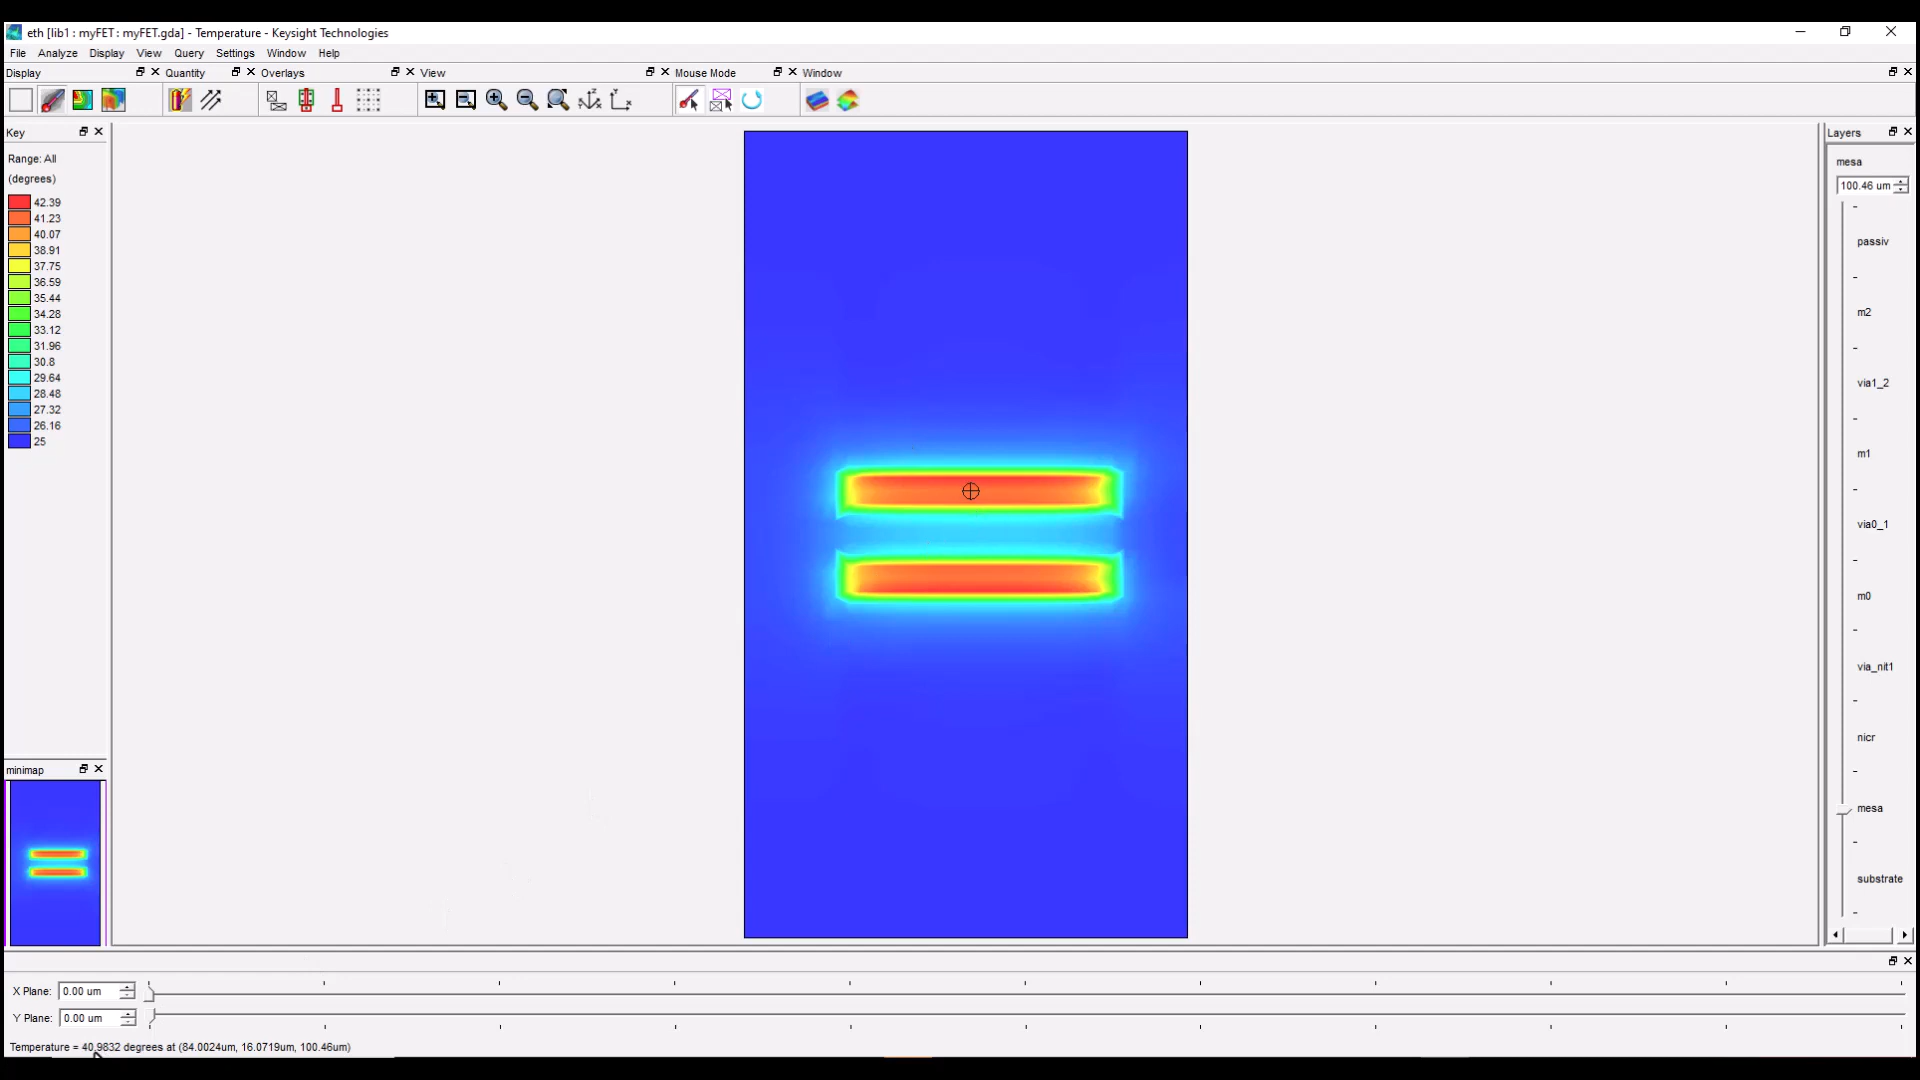 eth [lib1 : myFET : myFET.gda] - Temperature - Keysight Technologies
File Analyze Display View Query Settings Window Help
Display Quantity Overlays View Mouse Mode Window
Key
Range: All
(degrees)
42.39
41.23
40.07
38.91
37.75
36.59
35.44
34.28
33.12
31.96
30.8
29.64
28.48
27.32
26.16
25
minimap
Layers
mesa
100.46 um
passiv
m2
via1_2
m1
via0_1
m0
via_nit1
nicr
mesa
substrate
X Plane: 0.00 um
Y Plane: 0.00 um
Temperature = 40.9832 degrees at (84.0024um, 16.0719um, 100.46um)